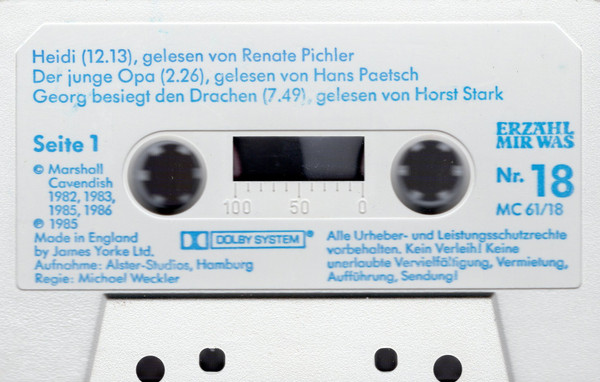 Heidi (12.13), gelesen von Renate Pichler
Der junge Opa (2.26), gelesen von Hans Paetsch
Georg besiegt den Drachen (7.49), gelesen von Horst Stark
Seite 1
ERZÄHL
MIR WAS
Nr. 18
MC 61/18
© Marshall
Cavendish
1982, 1983,
1985, 1986
℗ 1985
Made in England
by James Yorke Ltd.
Aufnahme: Alster-Studios, Hamburg
Regie: Michael Weckler
100 50 0
DOLBY SYSTEM®
Alle Urheber- und Leistungsschutzrechte
vorbehalten. Kein Verleih! Keine
unerlaubte Vervielfältigung, Vermietung,
Aufführung, Sendung!